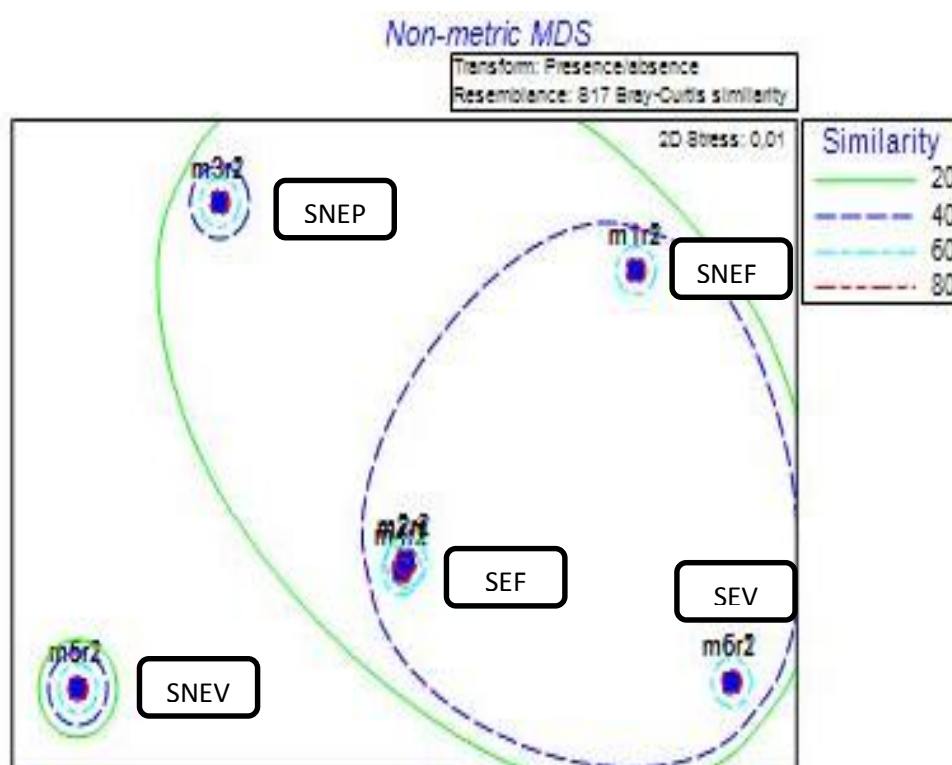 Non-metric MDS
Transform: Presence/absence
Resemblance: S17 Bray-Curtis similarity
2D Stress: 0,01
Similarity
20
40
60
80
m3r2
SNEP
m1r2
SNEF
SEF
SEV
m6r2
SNEV